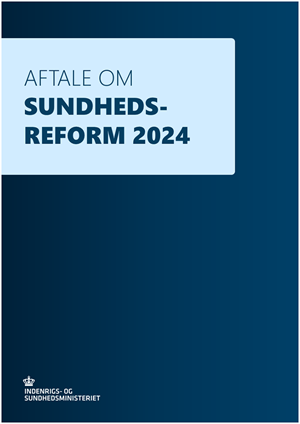 AFTALE OM
SUNDHEDS-
REFORM 2024
INDENRIGS- OG
SUNDHEDSMINISTERIET